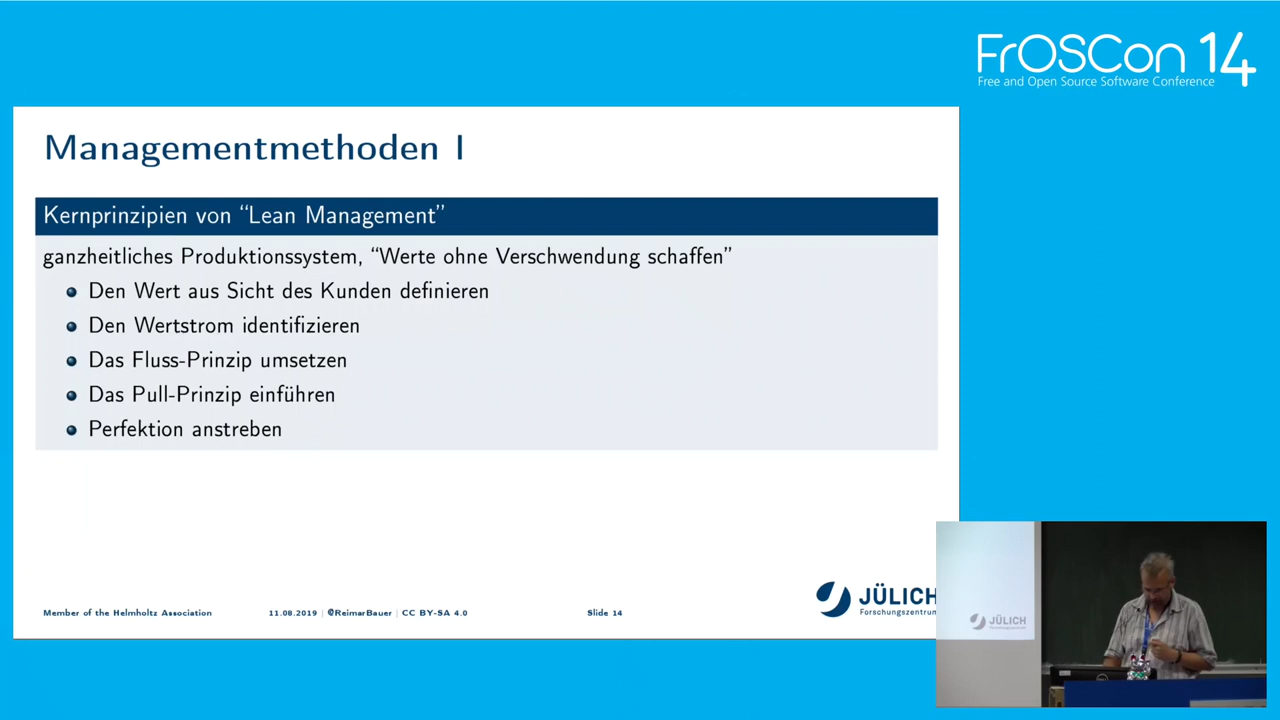 FrOSCon 14
Free and Open Source Software Conference
Managementmethoden I
Kernprinzipien von “Lean Management”
ganzheitliches Produktionssystem, “Werte ohne Verschwendung schaffen”
Den Wert aus Sicht des Kunden definieren
Den Wertstrom identifizieren
Das Fluss-Prinzip umsetzen
Das Pull-Prinzip einführen
Perfektion anstreben
JÜLICH
Forschungszentrum
Member of the Helmholtz Association 11.08.2019 | @ReimarBauer | CC BY-SA 4.0 Slide 14
JÜLICH